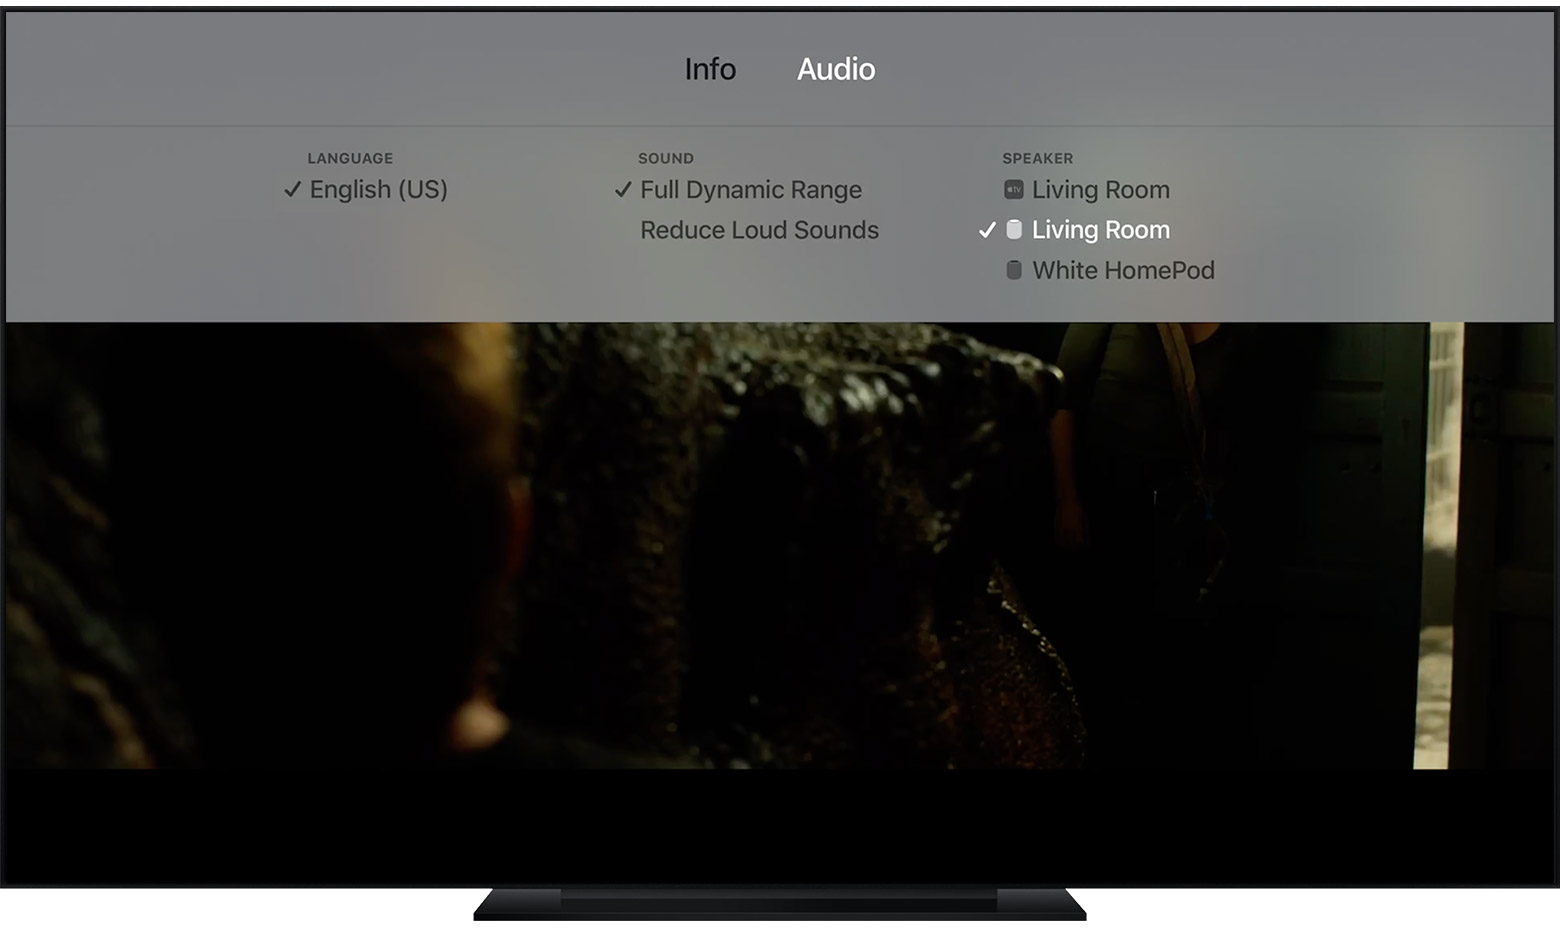 Info Audio
LANGUAGE
English (US)
SOUND
Full Dynamic Range
Reduce Loud Sounds
SPEAKER
tv Living Room
Living Room
White HomePod